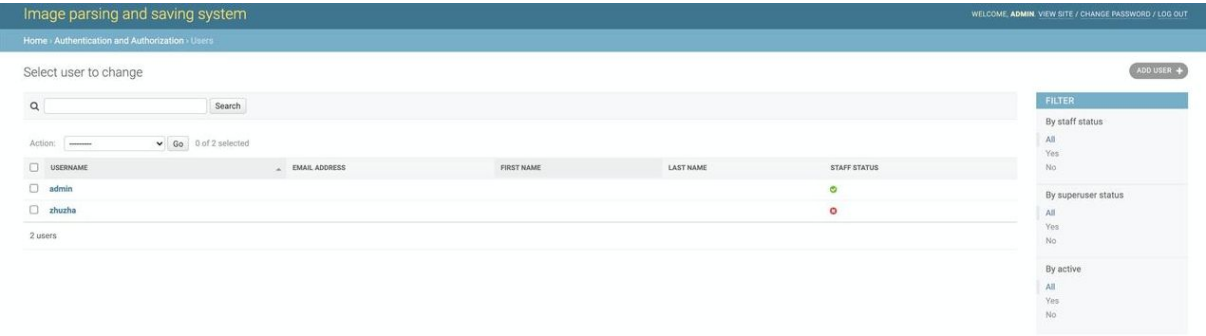 Image parsing and saving system
WELCOME, ADMIN. VIEW SITE / CHANGE PASSWORD / LOG OUT
Home › Authentication and Authorization › Users
Select user to change
ADD USER +
Search
FILTER
By staff status
All
Yes
No
Action: --------- Go 0 of 2 selected
USERNAME EMAIL ADDRESS FIRST NAME LAST NAME STAFF STATUS
admin
zhuzha
2 users
By superuser status
All
Yes
No
By active
All
Yes
No